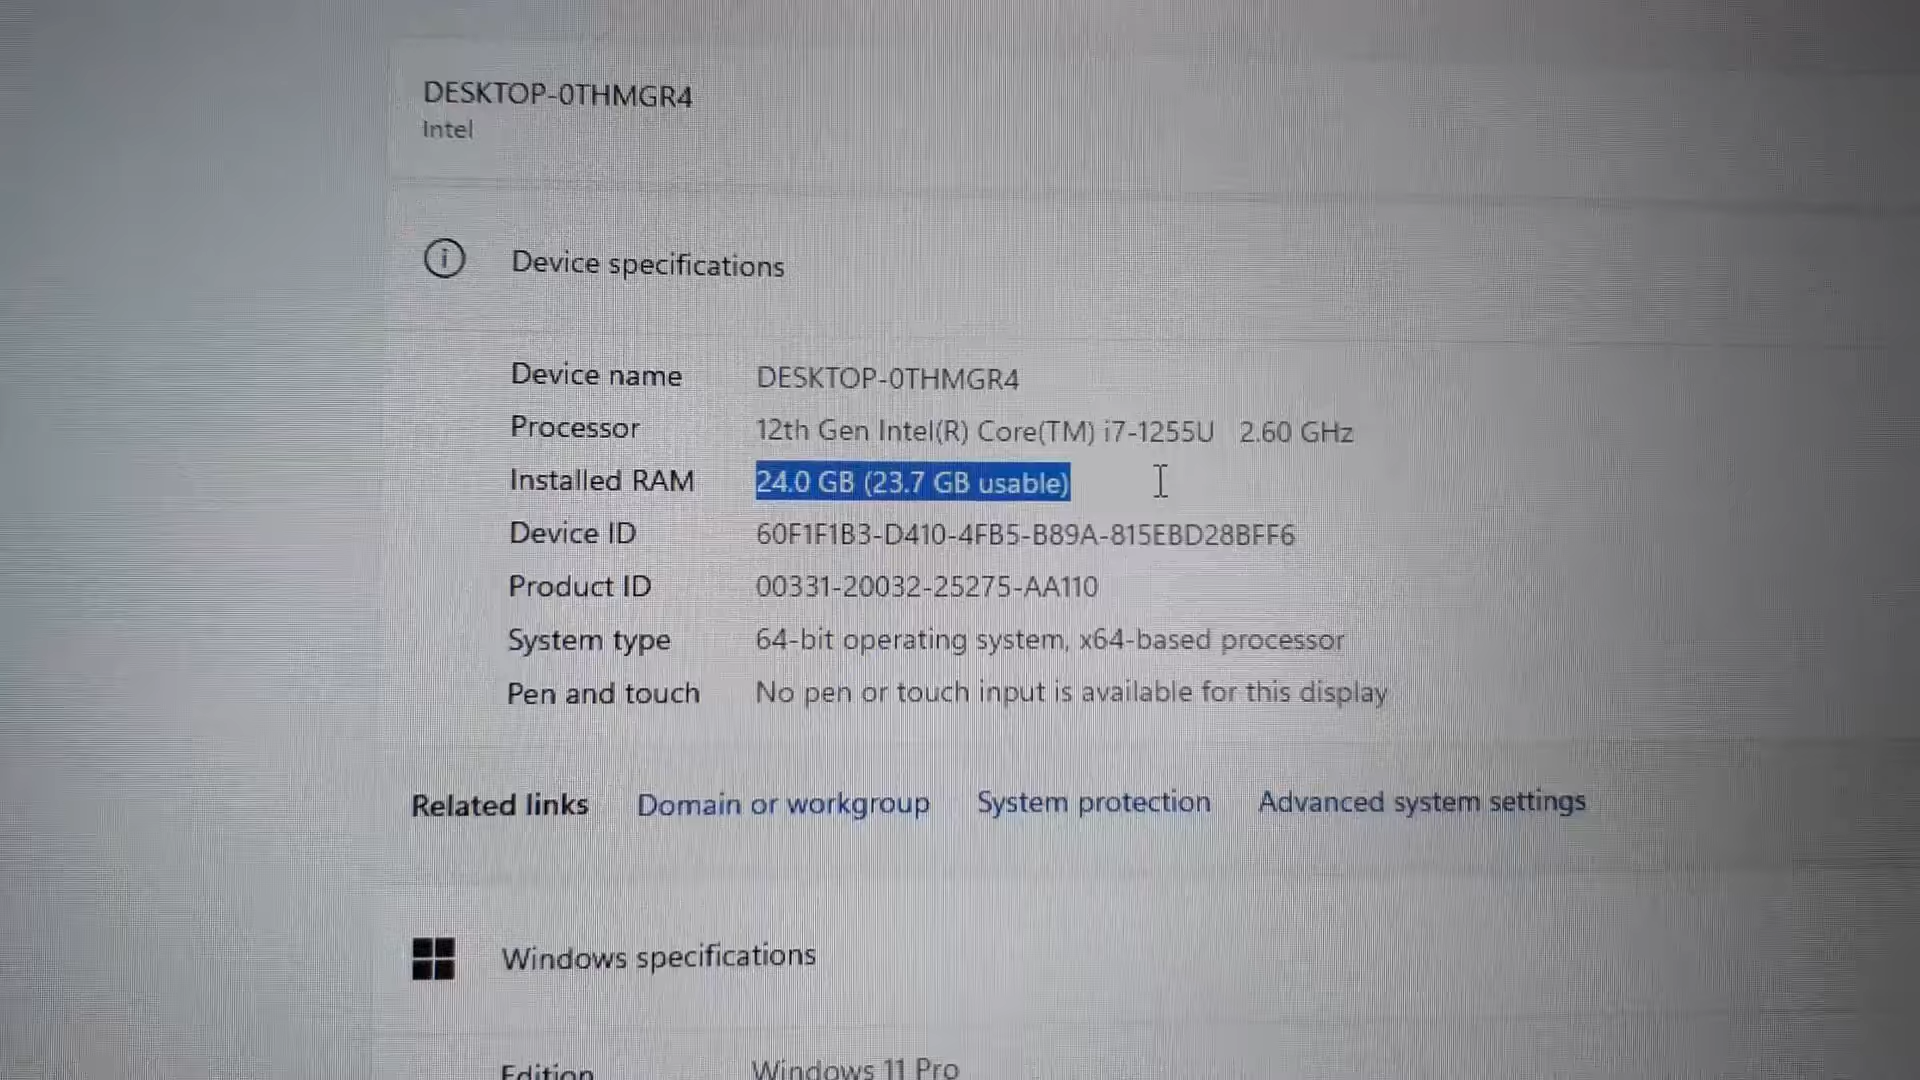 DESKTOP-0THMGR4
Intel
Device specifications
Device name DESKTOP-0THMGR4
Processor 12th Gen Intel(R) Core(TM) i7-1255U 2.60 GHz
Installed RAM 24.0 GB (23.7 GB usable)
Device ID 60F1F1B3-D410-4FB5-B89A-815EBD28BFF6
Product ID 00331-20032-25275-AA110
System type 64-bit operating system, x64-based processor
Pen and touch No pen or touch input is available for this display
Related links Domain or workgroup System protection Advanced system settings
Windows specifications
Edition Windows 11 Pro